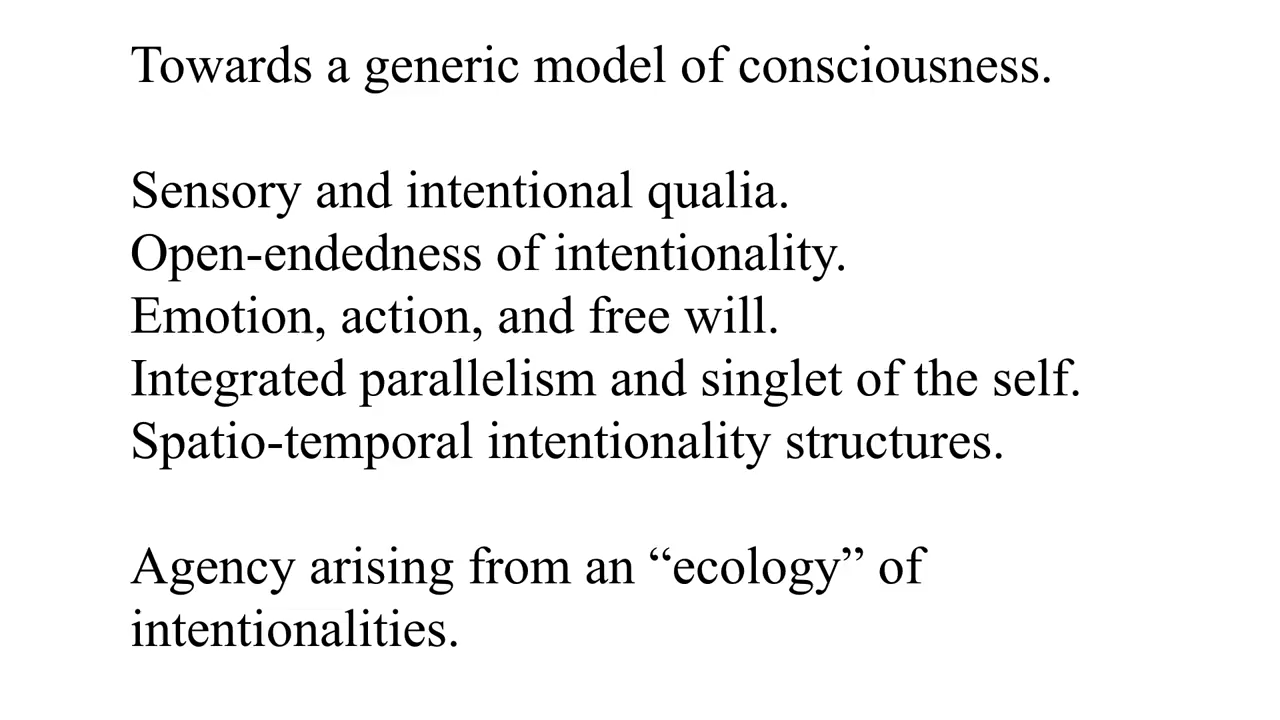 Towards a generic model of consciousness.
Sensory and intentional qualia.
Open-endedness of intentionality.
Emotion, action, and free will.
Integrated parallelism and singlet of the self.
Spatio-temporal intentionality structures.
Agency arising from an “ecology” of
intentionalities.